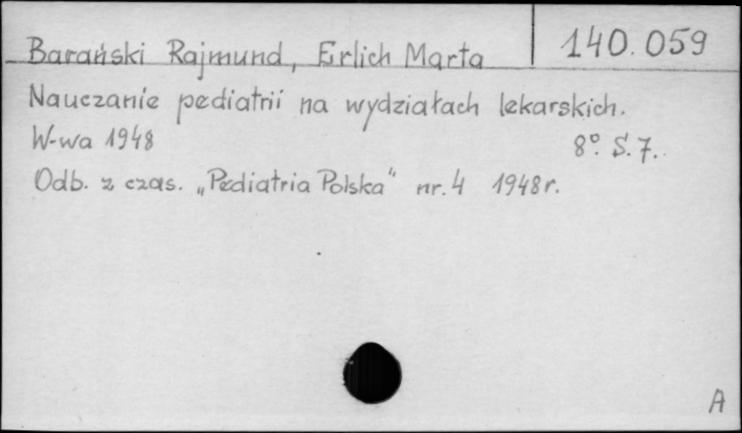 Barański Rajmund, Erlich Marta 140.059
Nauczanie pediatrii na wydziałach lekarskich.
W-wa 1948 8° S. 7.
Odb. z czas. „Pediatria Polska" nr. 4 1948 r.
A